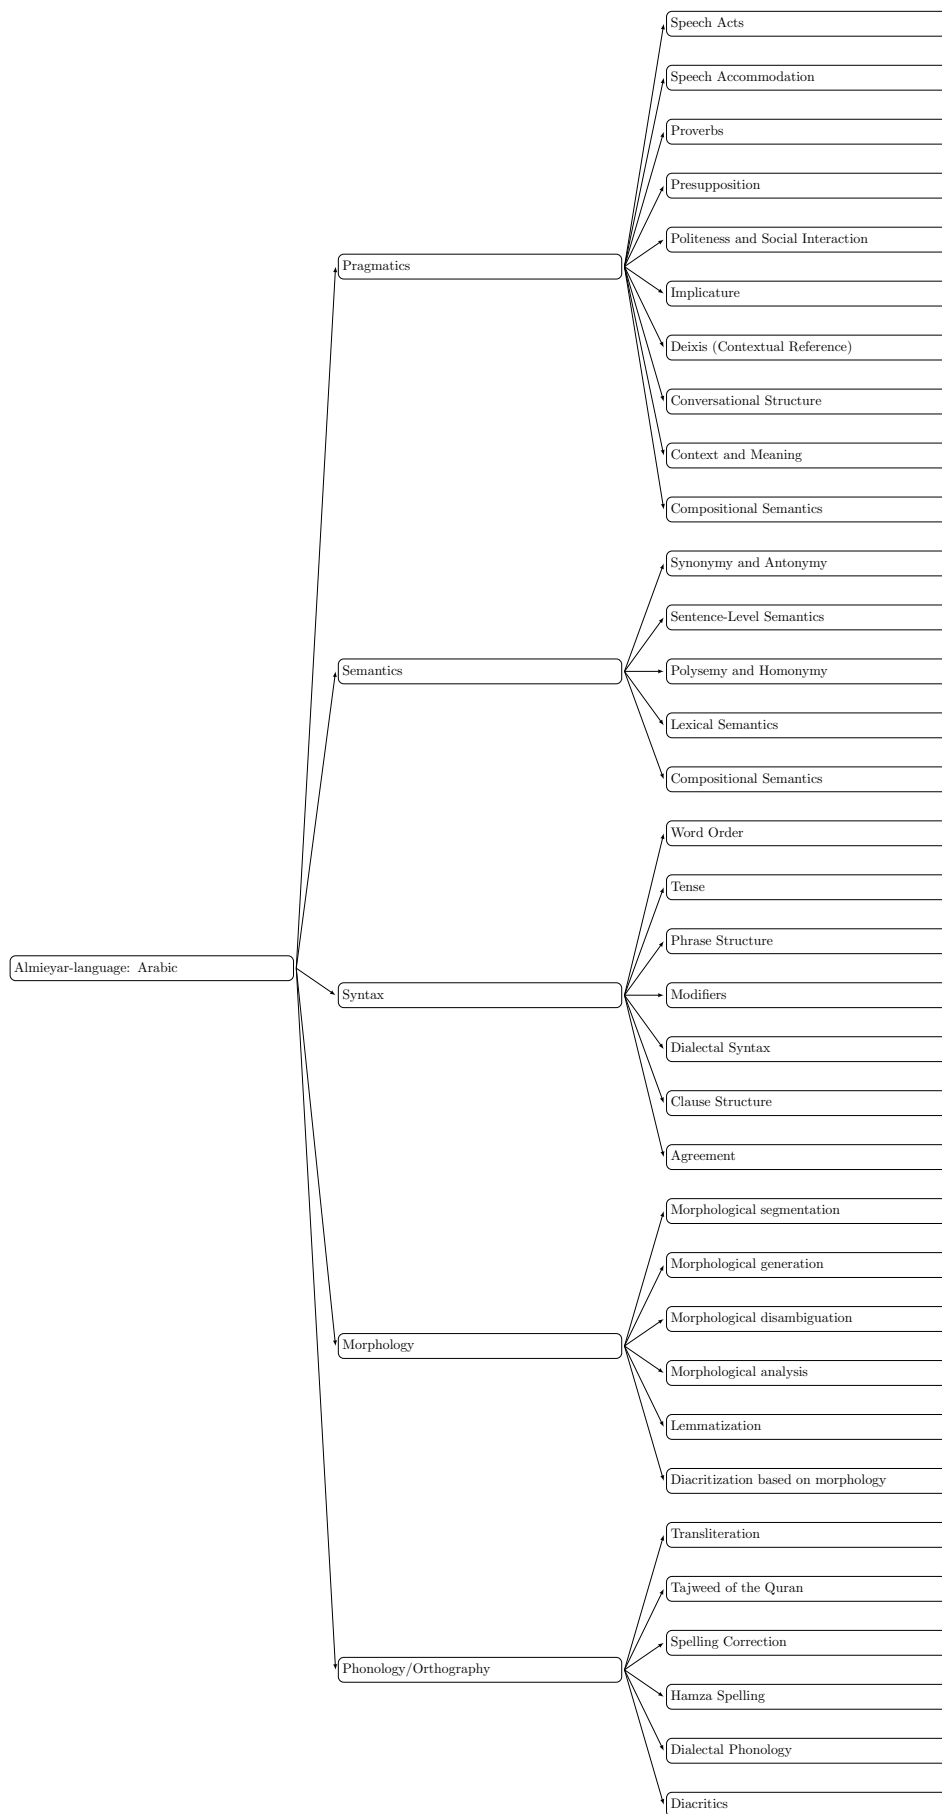 Almieyar-language: Arabic
Pragmatics
Speech Acts
Speech Accommodation
Proverbs
Presupposition
Politeness and Social Interaction
Implicature
Deixis (Contextual Reference)
Conversational Structure
Context and Meaning
Compositional Semantics
Semantics
Synonymy and Antonymy
Sentence-Level Semantics
Polysemy and Homonymy
Lexical Semantics
Compositional Semantics
Syntax
Word Order
Tense
Phrase Structure
Modifiers
Dialectal Syntax
Clause Structure
Agreement
Morphology
Morphological segmentation
Morphological generation
Morphological disambiguation
Morphological analysis
Lemmatization
Diacritization based on morphology
Phonology/Orthography
Transliteration
Tajweed of the Quran
Spelling Correction
Hamza Spelling
Dialectal Phonology
Diacritics